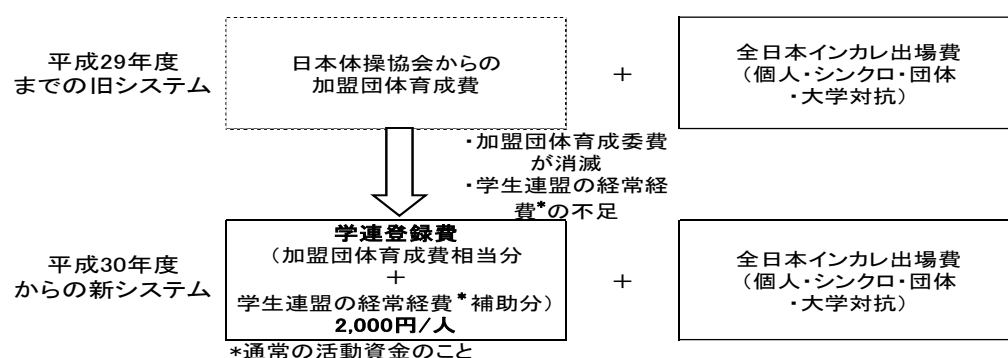 平成29年度
までの旧システム
日本体操協会からの
加盟団体育成費
+
全日本インカレ出場費
(個人・シンクロ・団体
・大学対抗)
・加盟団体育成委費
が消滅
・学生連盟の経常経
費*の不足
平成30年度
からの新システム
学連登録費
(加盟団体育成費相当分
+
学生連盟の経常経費*補助分)
2,000円/人
+
全日本インカレ出場費
(個人・シンクロ・団体
・大学対抗)
*通常の活動資金のこと